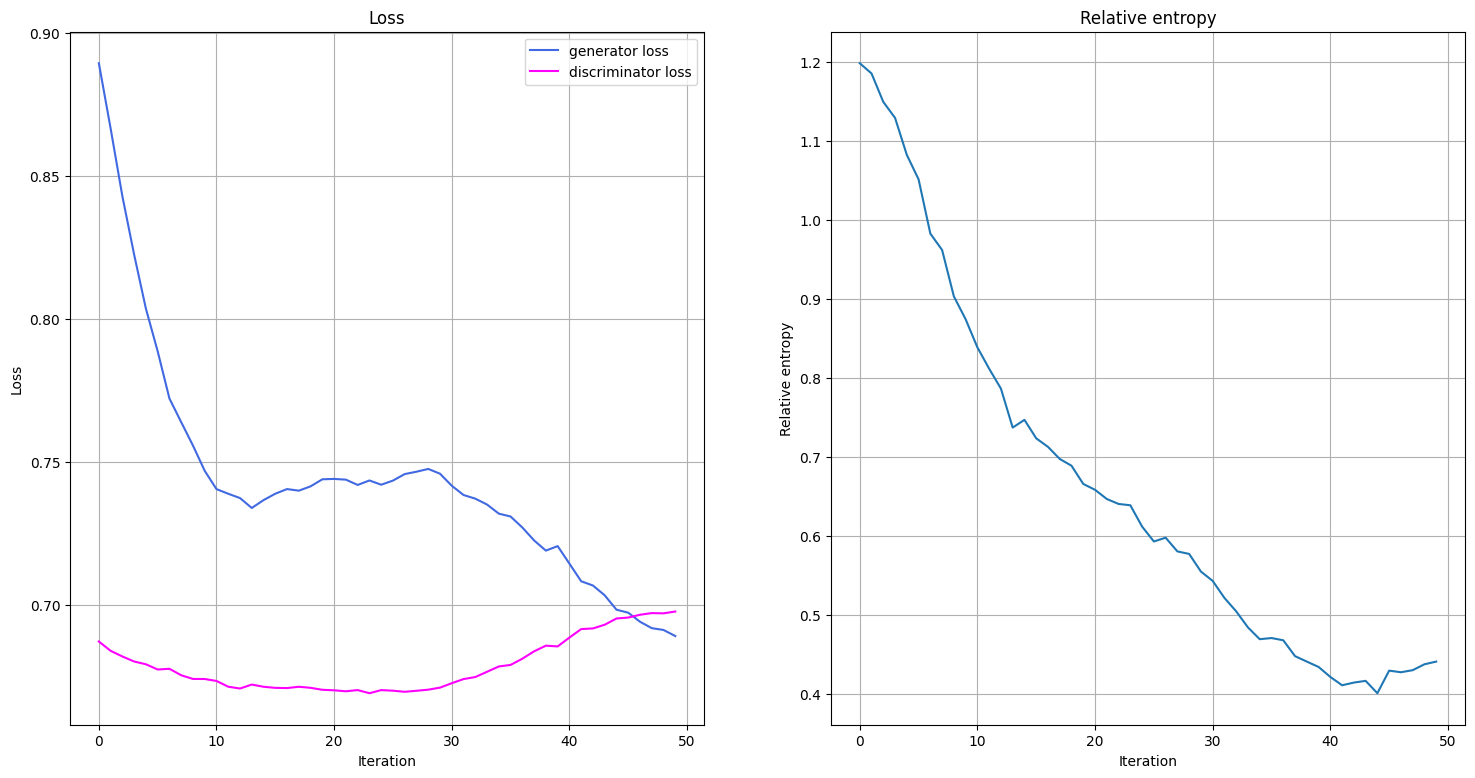 Loss
generator loss
discriminator loss
0.90
0.85
0.80
0.75
0.70
Loss
0 10 20 30 40 50
Iteration
Relative entropy
1.2
1.1
1.0
0.9
0.8
0.7
0.6
0.5
0.4
Relative entropy
0 10 20 30 40 50
Iteration